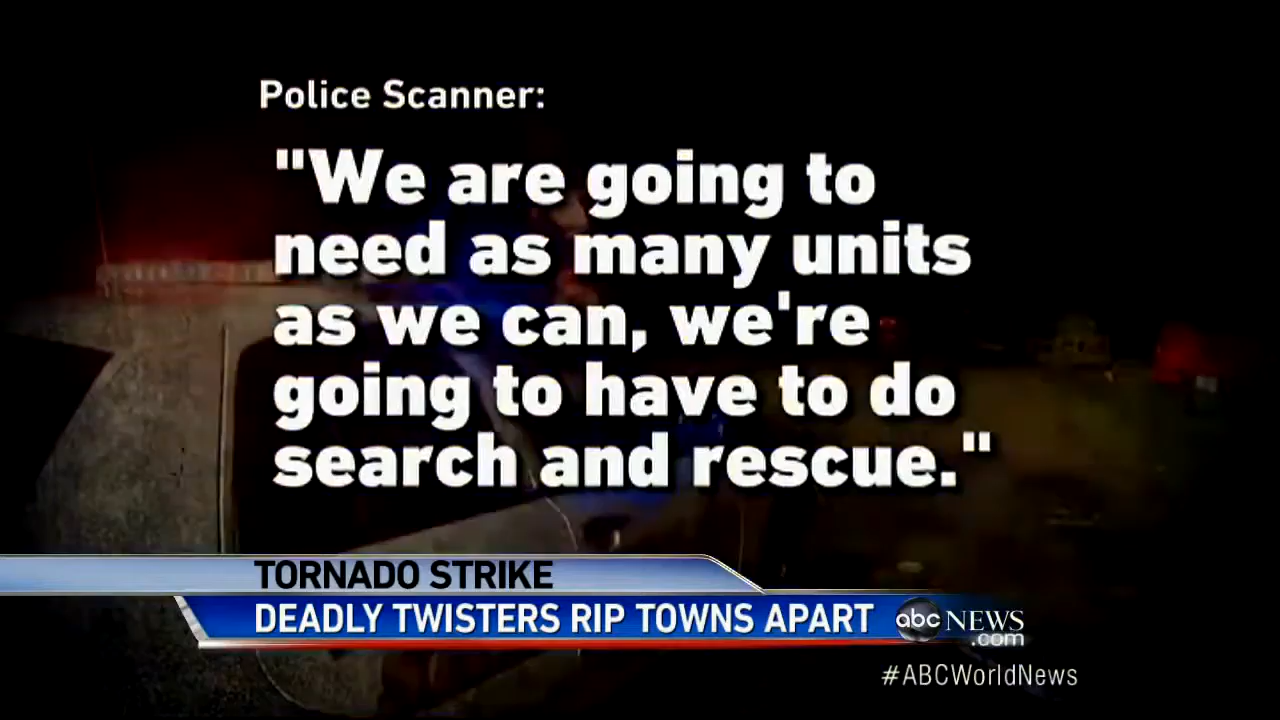 Police Scanner:
"We are going to
need as many units
as we can, we're
going to have to do
search and rescue."
TORNADO STRIKE
DEADLY TWISTERS RIP TOWNS APART
abc NEWS
.com
#ABCWorldNews